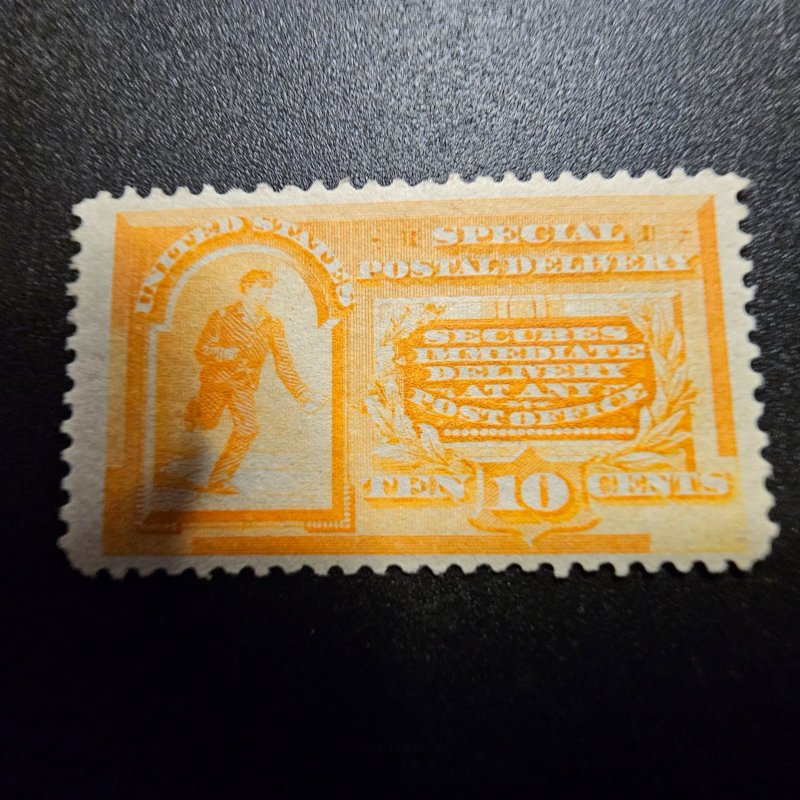 UNITED STATES
SPECIAL
POSTAL DELIVERY
SECURES
IMMEDIATE
DELIVERY
AT ANY
POST OFFICE
TEN 10 CENTS